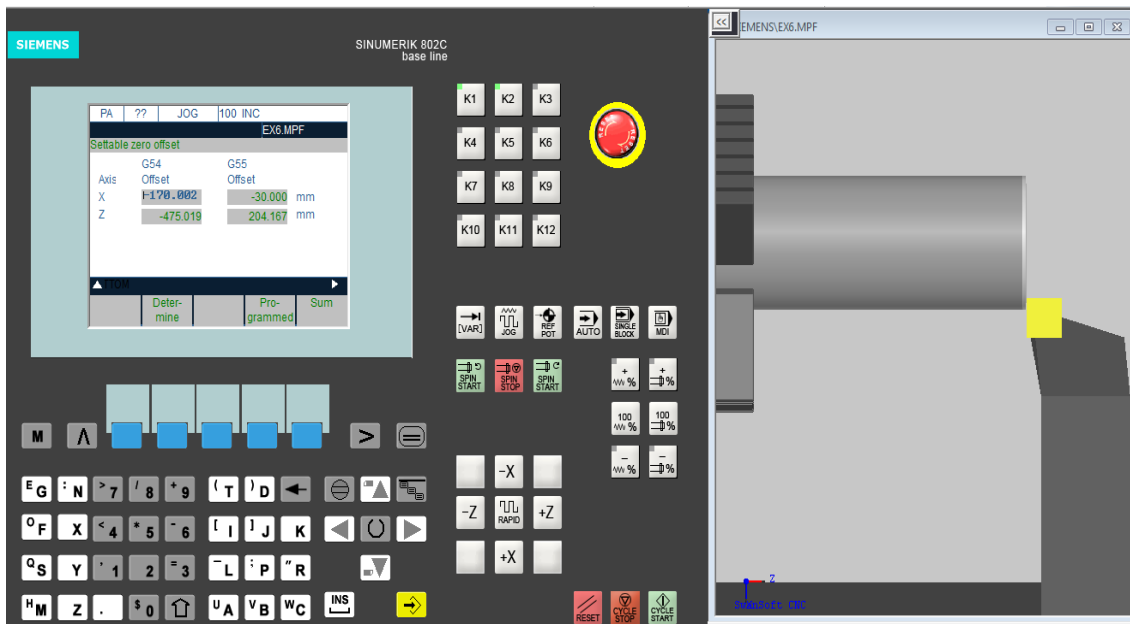 SIEMENS
SINUMERIK 802C
base line
EMENS\EX6.MPF
PA ?? JOG 100 INC
EX6.MPF
Settable zero offset
G54 G55
Axis Offset Offset
X -170.002 -30.000 mm
Z -475.019 204.167 mm
TTOM
Deter-
mine
Pro-
grammed
Sum
K1 K2 K3
K4 K5 K6
K7 K8 K9
K10 K11 K12
[VAR]
JOG
REF
POT
AUTO
SINGLE
BLOCK
MDI
SPIN
START
SPIN
STOP
SPIN
START
+
%
+
%
100
%
100
%
-
%
-
%
-X
-Z
RAPID
+Z
+X
RESET
CYCLE
STOP
CYCLE
START
M Λ >
E G : N > 7 / 8 + 9 ( T ) D
O F X < 4 * 5 - 6 [ I ] J K
Q S Y ' 1 2 = 3 ~ L ; P " R
H M Z . $ 0 U A V B W C INS
Z
SwanSoft CNC